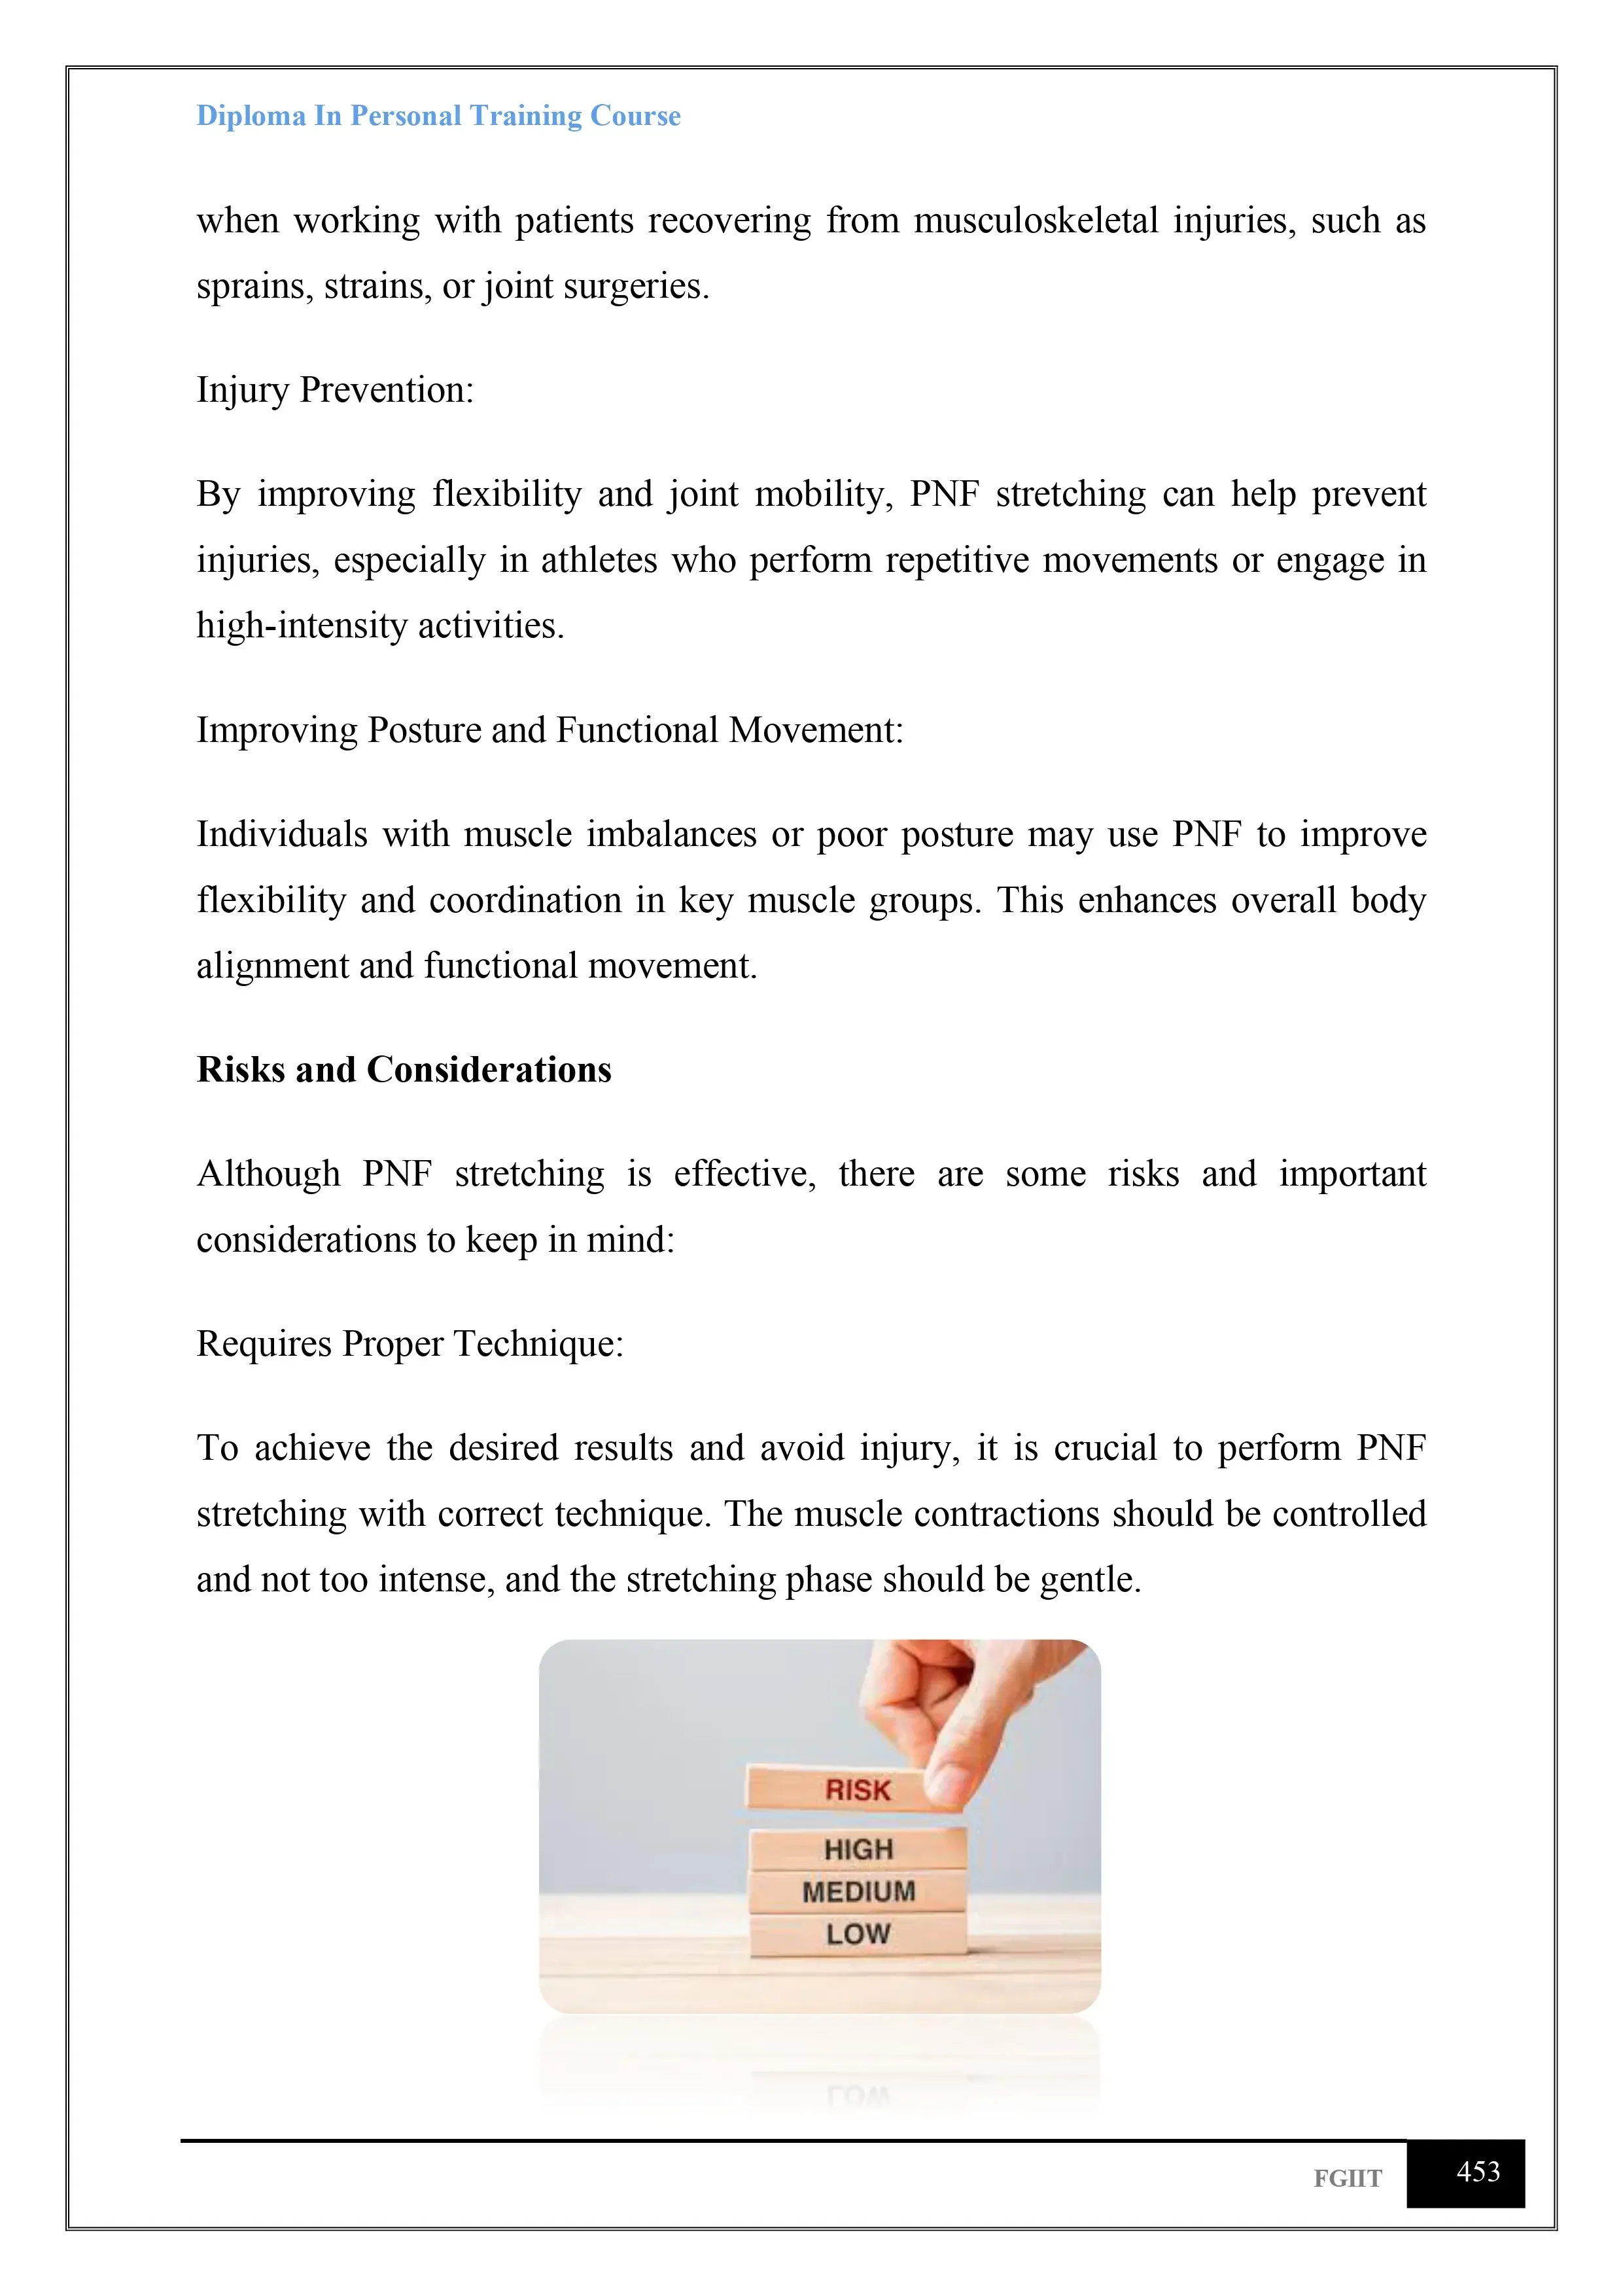 Diploma In Personal Training Course
when working with patients recovering from musculoskeletal injuries, such as
sprains, strains, or joint surgeries.
Injury Prevention:
By improving flexibility and joint mobility, PNF stretching can help prevent
injuries, especially in athletes who perform repetitive movements or engage in
high-intensity activities.
Improving Posture and Functional Movement:
Individuals with muscle imbalances or poor posture may use PNF to improve
flexibility and coordination in key muscle groups. This enhances overall body
alignment and functional movement.
Risks and Considerations
Although PNF stretching is effective, there are some risks and important
considerations to keep in mind:
Requires Proper Technique:
To achieve the desired results and avoid injury, it is crucial to perform PNF
stretching with correct technique. The muscle contractions should be controlled
and not too intense, and the stretching phase should be gentle.
RISK
HIGH
MEDIUM
LOW
FGIIT
453